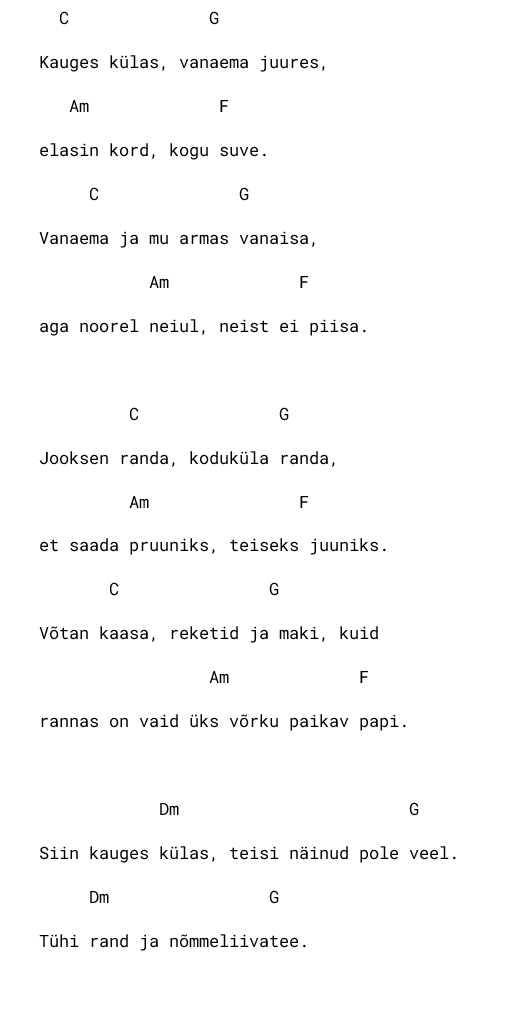 C              G
Kauges külas, vanaema juures,
   Am             F
elasin kord, kogu suve.
     C              G
Vanaema ja mu armas vanaisa,
           Am             F
aga noorel neiul, neist ei piisa.
         C              G
Jooksen randa, koduküla randa,
         Am               F
et saada pruuniks, teiseks juuniks.
       C               G
Võtan kaasa, reketid ja maki, kuid
                 Am             F
rannas on vaid üks võrku paikav papi.
            Dm                       G
Siin kauges külas, teisi näinud pole veel.
     Dm                G
Tühi rand ja nõmmeliivatee.